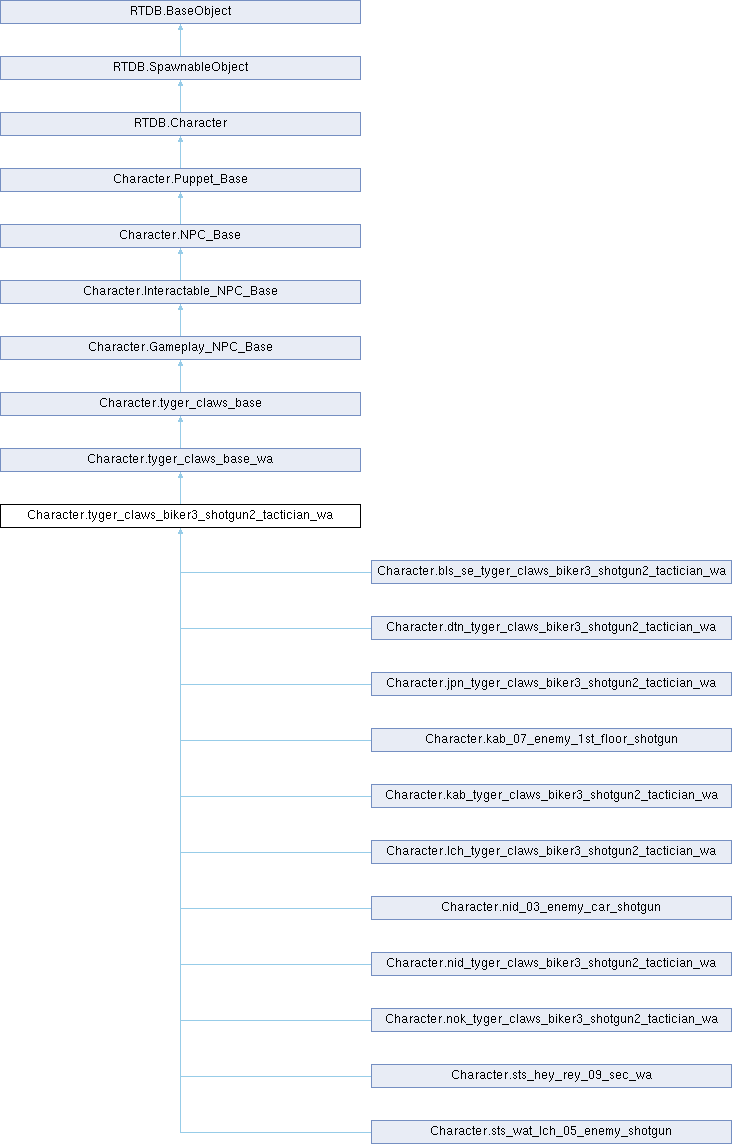 RTDB.BaseObject
RTDB.SpawnableObject
RTDB.Character
Character.Puppet_Base
Character.NPC_Base
Character.Interactable_NPC_Base
Character.Gameplay_NPC_Base
Character.tyger_claws_base
Character.tyger_claws_base_wa
Character.tyger_claws_biker3_shotgun2_tactician_wa
Character.bls_se_tyger_claws_biker3_shotgun2_tactician_wa
Character.dtn_tyger_claws_biker3_shotgun2_tactician_wa
Character.jpn_tyger_claws_biker3_shotgun2_tactician_wa
Character.kab_07_enemy_1st_floor_shotgun
Character.kab_tyger_claws_biker3_shotgun2_tactician_wa
Character.lch_tyger_claws_biker3_shotgun2_tactician_wa
Character.nid_03_enemy_car_shotgun
Character.nid_tyger_claws_biker3_shotgun2_tactician_wa
Character.nok_tyger_claws_biker3_shotgun2_tactician_wa
Character.sts_hey_rey_09_sec_wa
Character.sts_wat_lch_05_enemy_shotgun